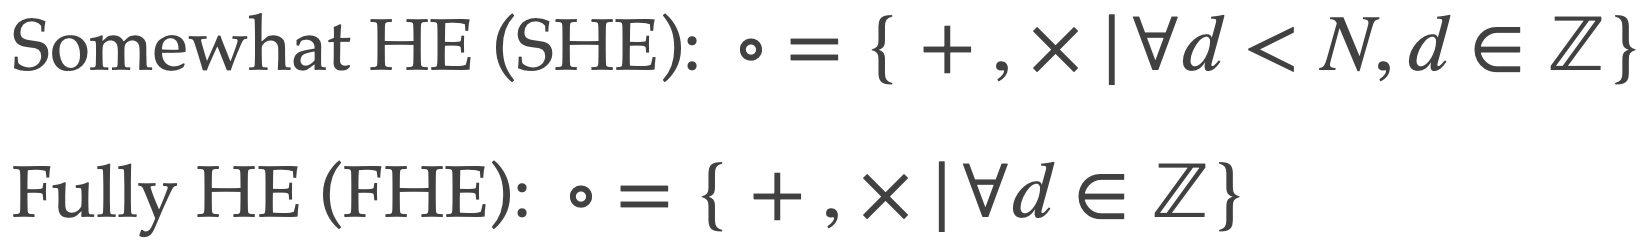 Somewhat HE (SHE): ∘ = { + , × | ∀d < N, d ∈ ℤ}
Fully HE (FHE): ∘ = { + , × | ∀d ∈ ℤ}